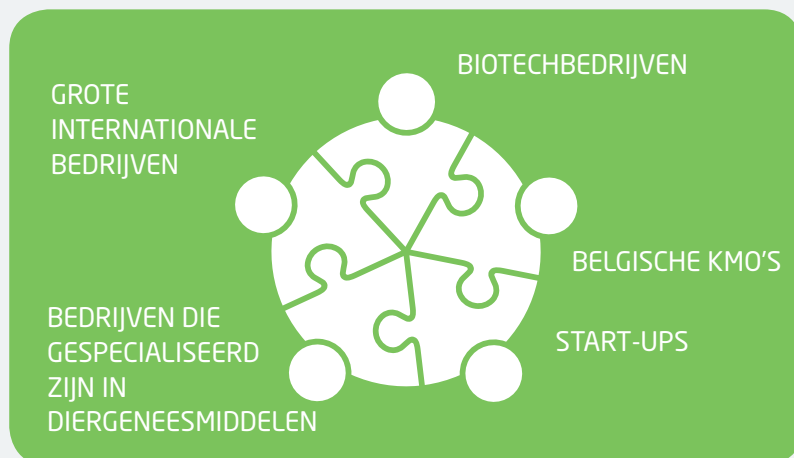 BIOTECHBEDRIJVEN
GROTE
INTERNATIONALE
BEDRIJVEN
BELGISCHE KMO'S
BEDRIJVEN DIE
GESPECIALISEERD
ZIJN IN
DIERGENEESMIDDELEN
START-UPS